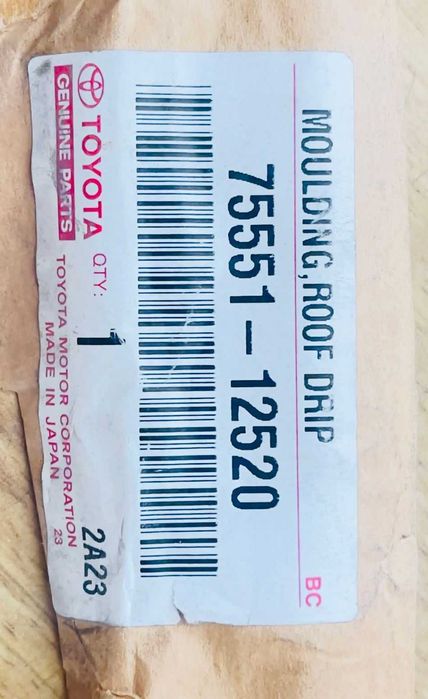 MOULDING,ROOF DRIP
BC
75551-12520
TOYOTA
QTY: 1
2A23
GENUINE PARTS
TOYOTA MOTOR CORPORATION 23
MADE IN JAPAN